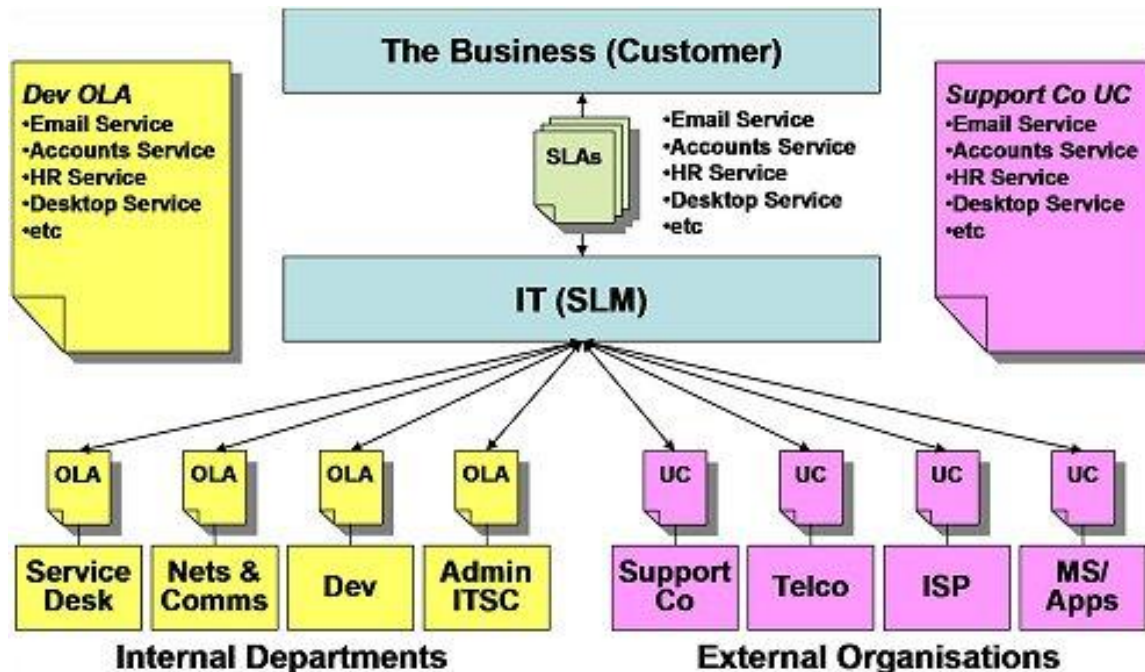 The Business (Customer)
Dev OLA
•Email Service
•Accounts Service
•HR Service
•Desktop Service
•etc
SLAs
•Email Service
•Accounts Service
•HR Service
•Desktop Service
•etc
Support Co UC
•Email Service
•Accounts Service
•HR Service
•Desktop Service
•etc
IT (SLM)
OLA
OLA
OLA
OLA
UC
UC
UC
UC
Service
Desk
Nets &
Comms
Dev
Admin
ITSC
Support
Co
Telco
ISP
MS/
Apps
Internal Departments
External Organisations